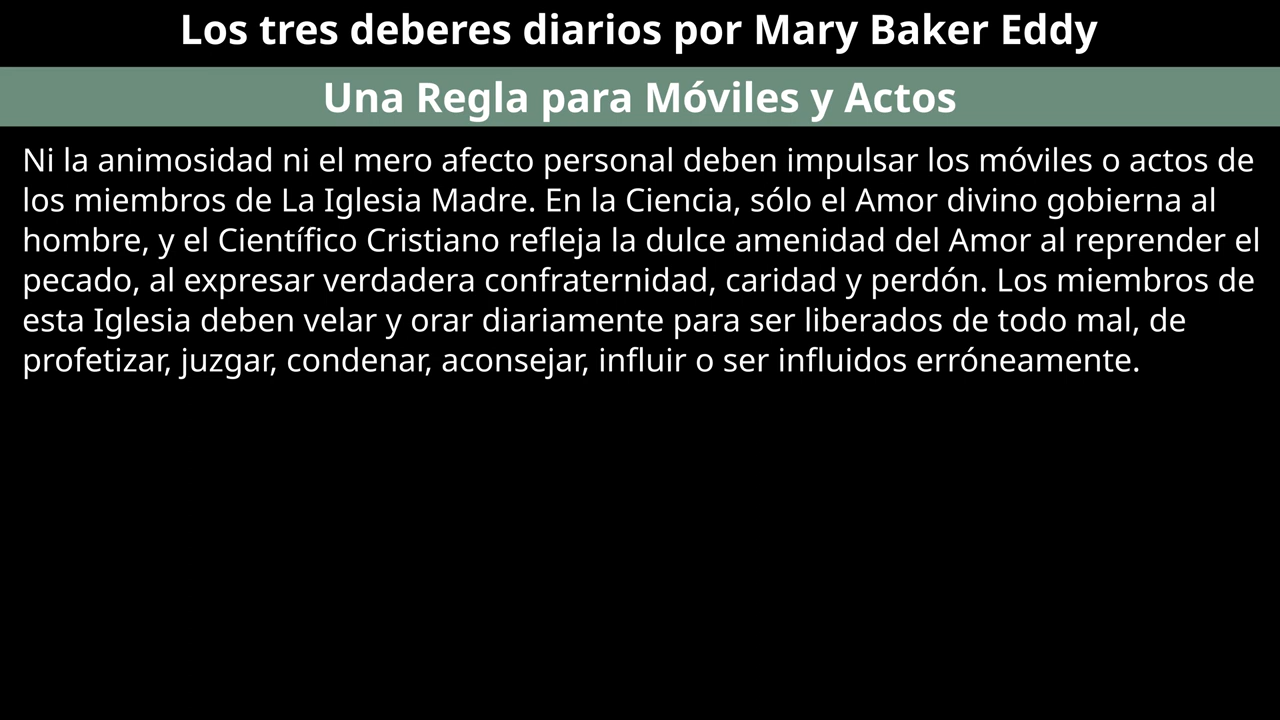 Los tres deberes diarios por Mary Baker Eddy
Una Regla para Móviles y Actos
Ni la animosidad ni el mero afecto personal deben impulsar los móviles o actos de
los miembros de La Iglesia Madre. En la Ciencia, sólo el Amor divino gobierna al
hombre, y el Científico Cristiano refleja la dulce amenidad del Amor al reprender el
pecado, al expresar verdadera confraternidad, caridad y perdón. Los miembros de
esta Iglesia deben velar y orar diariamente para ser liberados de todo mal, de
profetizar, juzgar, condenar, aconsejar, influir o ser influidos erróneamente.